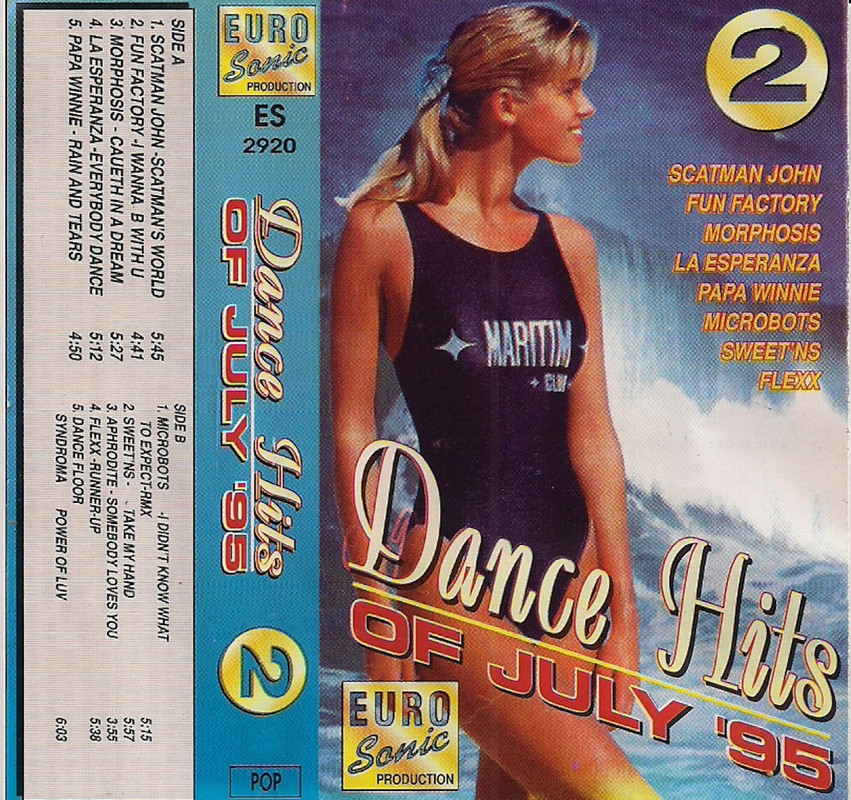 SIDE A
1. SCATMAN JOHN -SCATMAN'S WORLD 5:45
2. FUN FACTORY -I WANNA B WITH U 4:41
3. MORPHOSIS - CAUETH IN A DREAM 5:27
4. LA ESPERANZA -EVERYBODY DANCE 5:12
5. PAPA WINNIE - RAIN AND TEARS 4:50
SIDE B
1. MICROBOTS -I DIDN'T KNOW WHAT
TO EXPECT-RMX 5:15
2. SWEET'NS - TAKE MY HAND 5:57
3. APHRODITE - SOMEBODY LOVES YOU 3:55
4. FLEXX -RUNNER-UP 5:38
5. DANCE FLOOR
SYNDROMA POWER OF LUV 6:03
EURO
Sonic
PRODUCTION
ES
2920
Dance Hits
OF JULY '95
2
POP
2
SCATMAN JOHN
FUN FACTORY
MORPHOSIS
LA ESPERANZA
PAPA WINNIE
MICROBOTS
SWEET'NS
FLEXX
MARITIM
CLUB
Dance Hits
OF JULY '95
EURO
Sonic
PRODUCTION